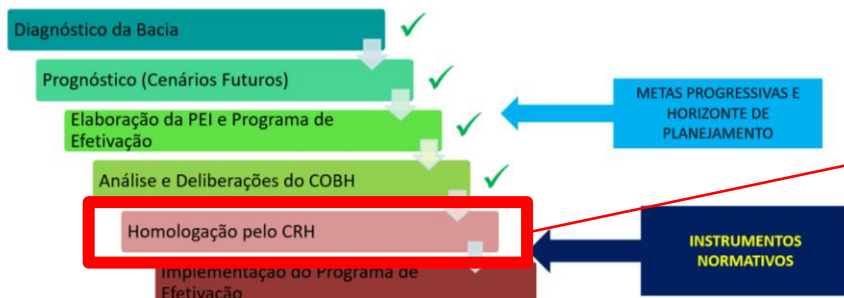 Diagnóstico da Bacia
Prognóstico (Cenários Futuros)
Elaboração da PEI e Programa de
Efetivação
METAS PROGRESSIVAS E
HORIZONTE DE
PLANEJAMENTO
Análise e Deliberações do COBH
Homologação pelo CRH
INSTRUMENTOS
NORMATIVOS
Implementação do Programa de
Efetivação